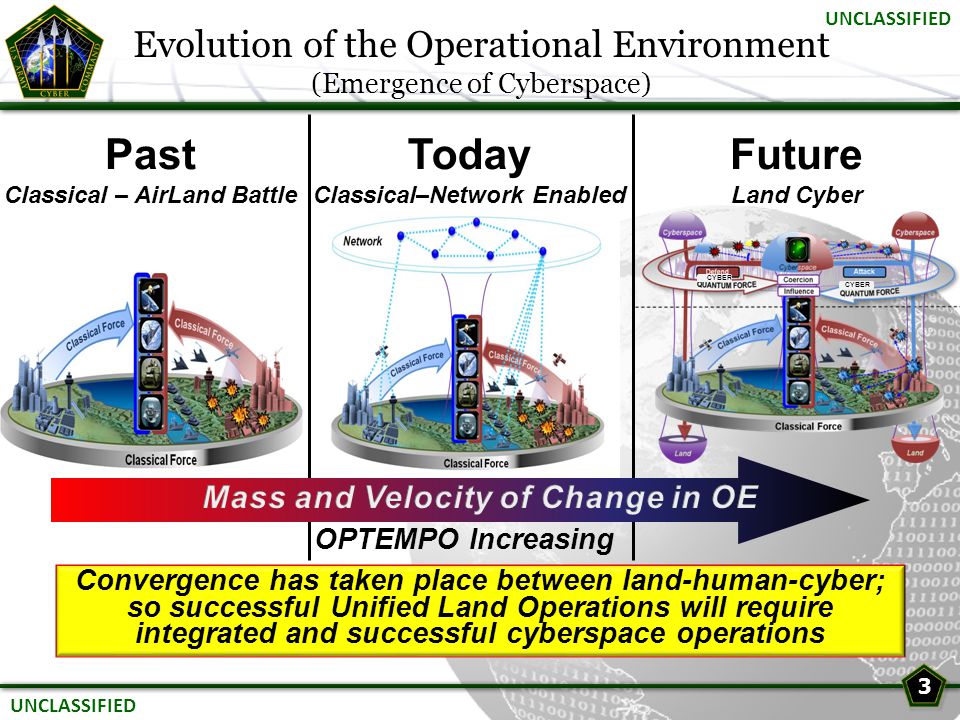 UNCLASSIFIED
U.S. ARMY CYBER COMMAND
Evolution of the Operational Environment
(Emergence of Cyberspace)
Past
Classical – AirLand Battle
Classical Force
Classical Force
Classical Force
Today
Classical–Network Enabled
Network
Classical Force
Classical Force
Classical Force
Future
Land Cyber
Cyberspace
Cyberspace
Cyberspace
Defend
Attack
CYBER
Coercion
CYBER
QUANTUM FORCE
Influence
QUANTUM FORCE
Classical Force
Classical Force
Classical Force
Land
Land
Mass and Velocity of Change in OE
OPTEMPO Increasing
Convergence has taken place between land-human-cyber;
so successful Unified Land Operations will require
integrated and successful cyberspace operations
3
UNCLASSIFIED